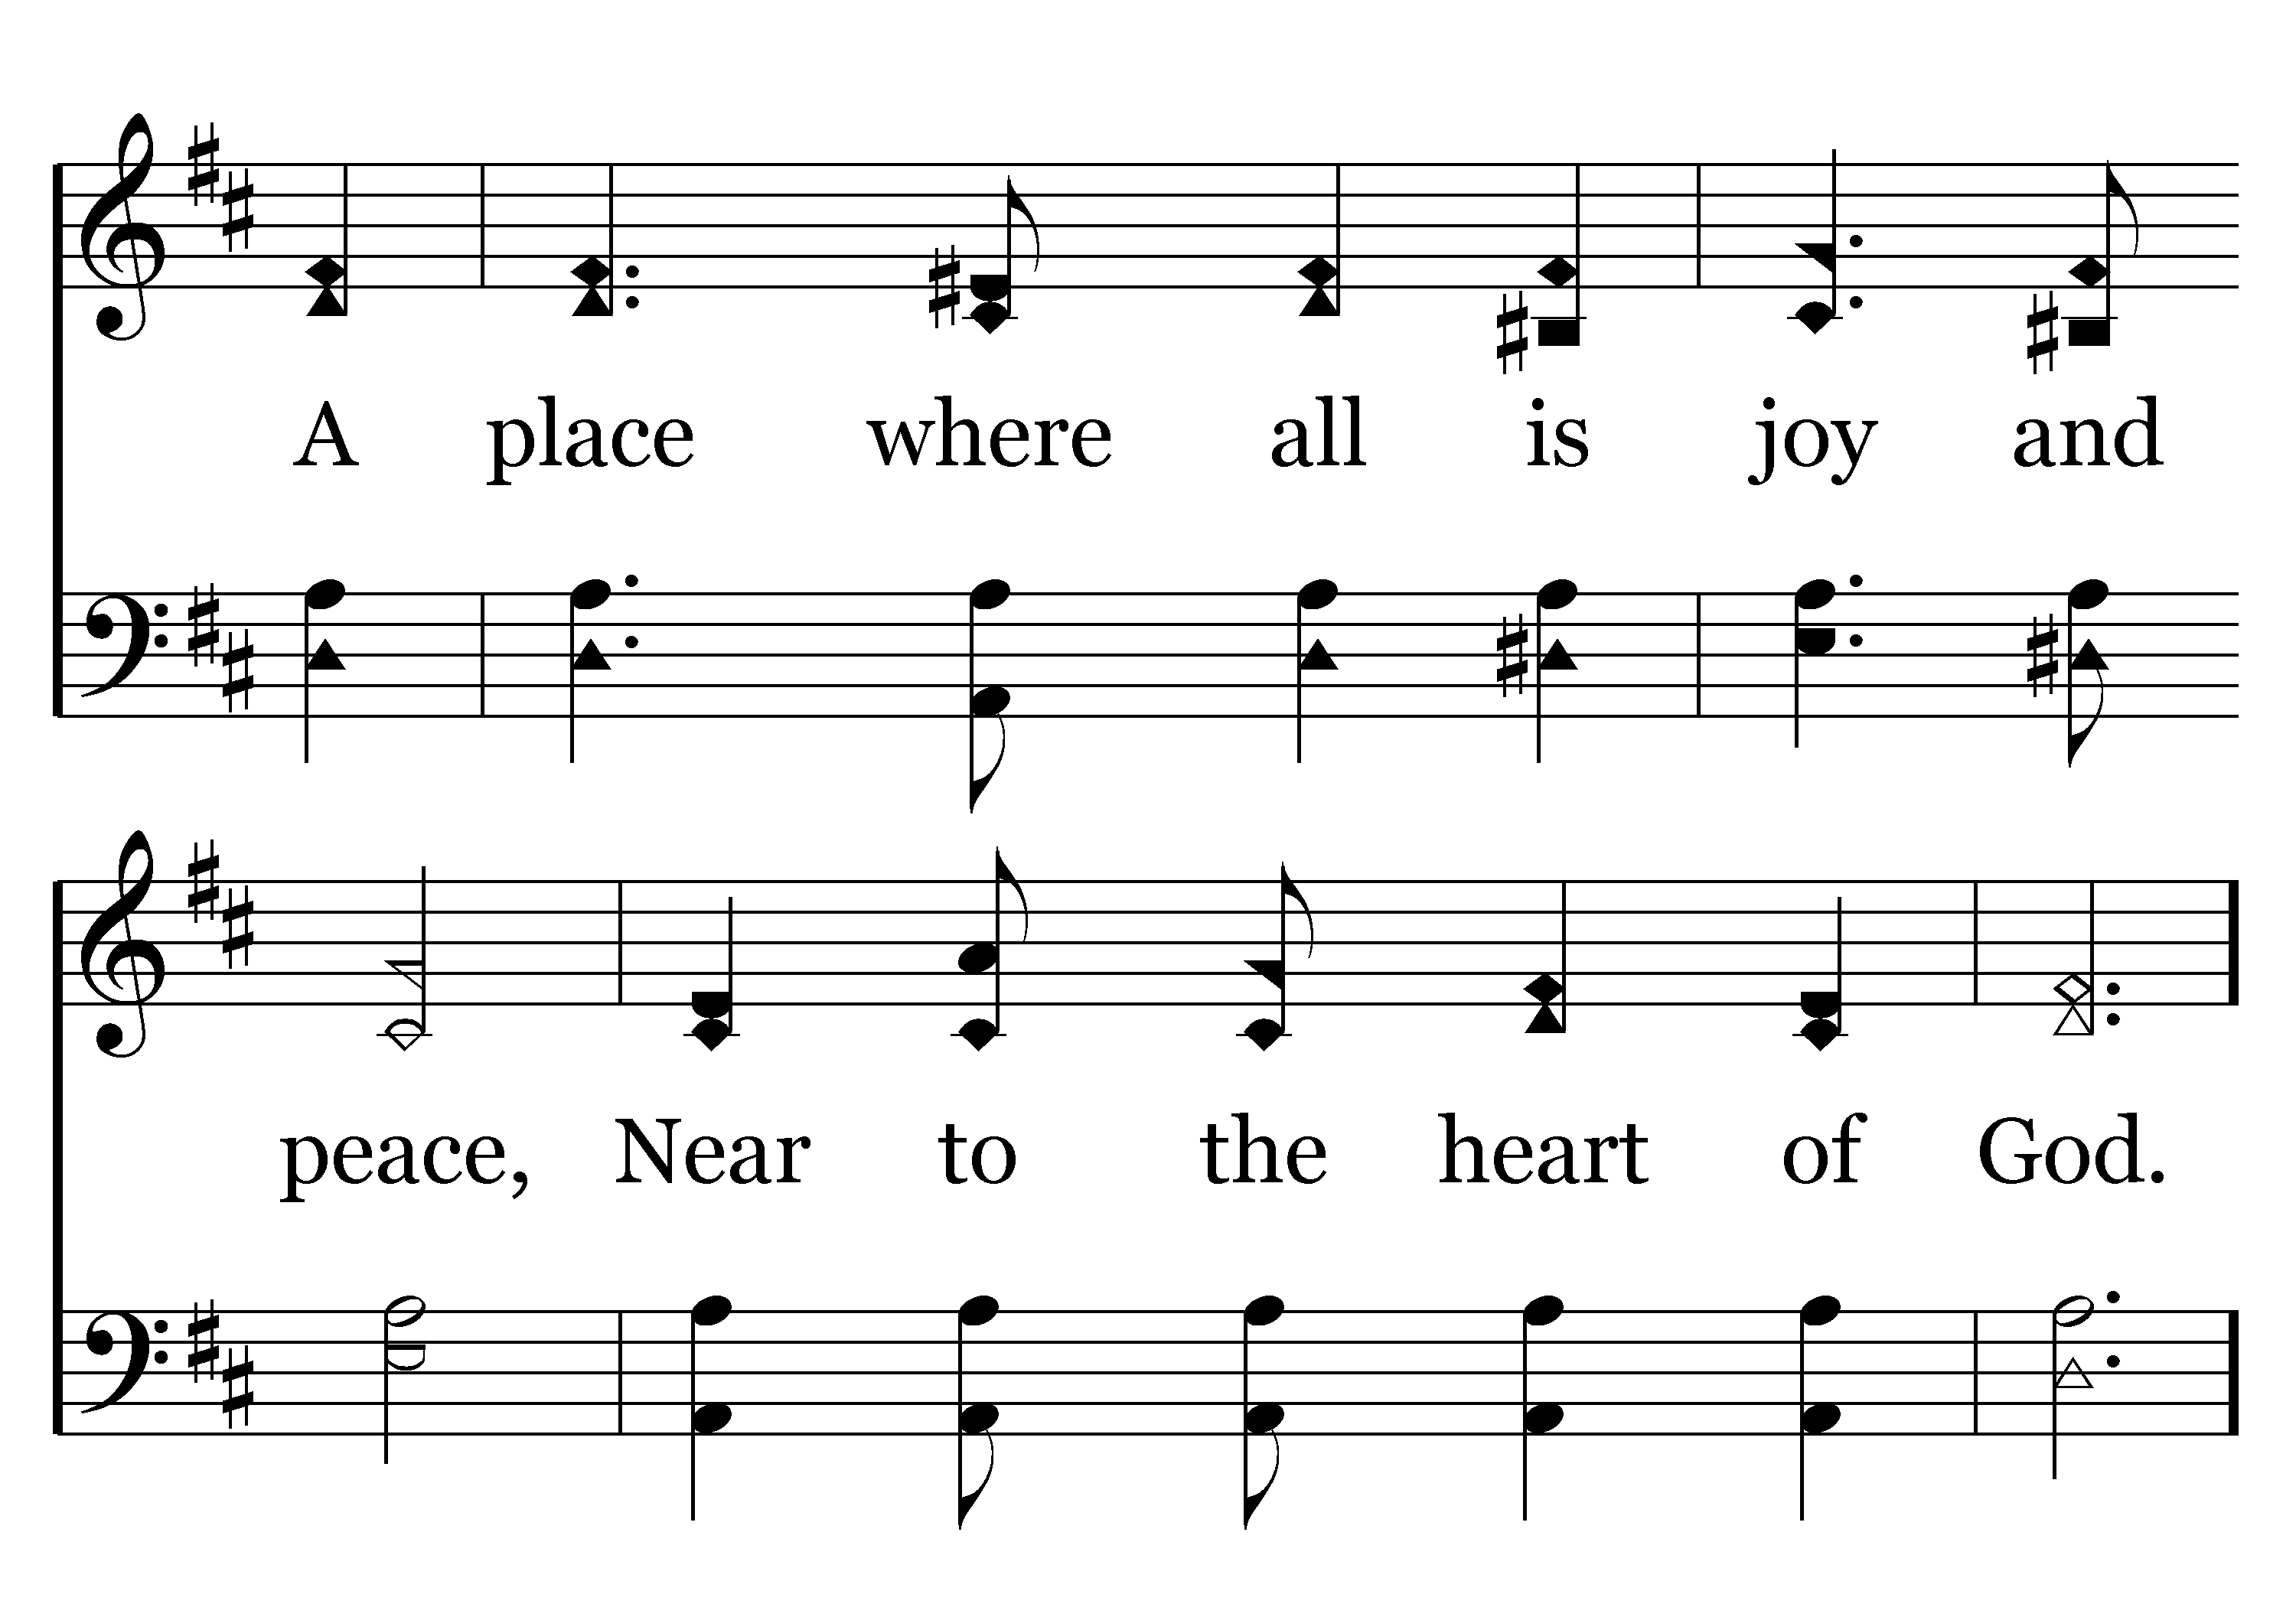 A place where all is joy and
peace, Near to the heart of God.